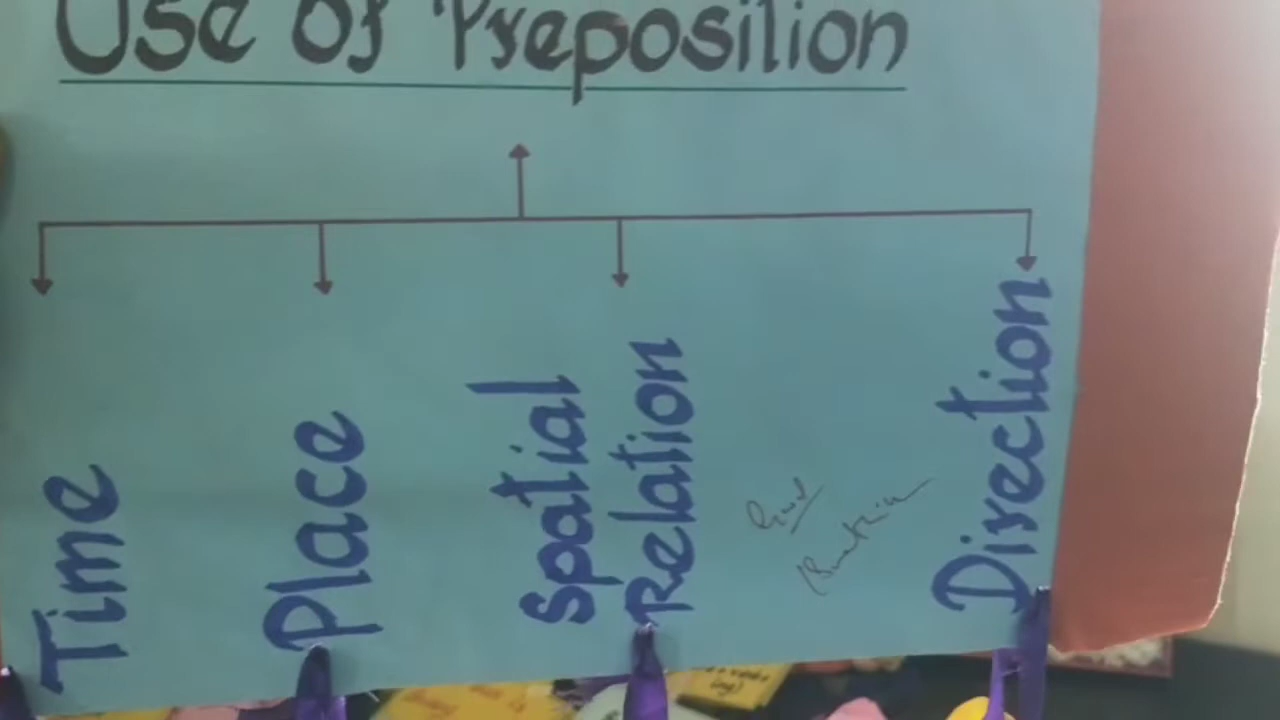 Use Of Preposition
Time
Place
Spatial
Relation
Direction